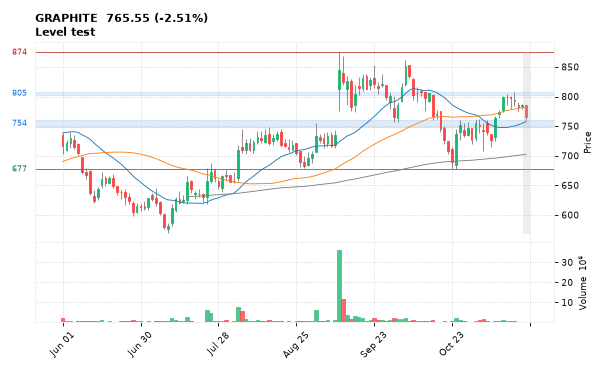 GRAPHITE 765.55 (-2.51%)
Level test
874
805
754
677
850
800
750
700
650
600
Price
30
20
10
Volume 10⁶
Jun 01
Jun 30
Jul 28
Aug 25
Sep 23
Oct 23